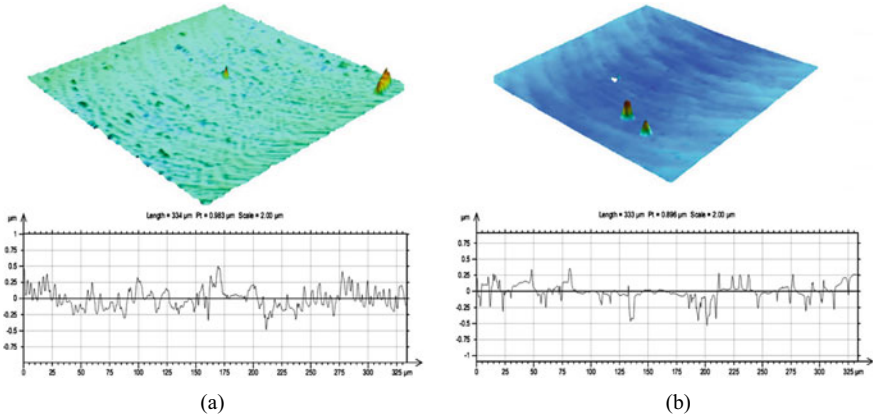 Length = 334 µm Pt = 0.983 µm Scale = 2.00 µm
µm
1
0.75
0.5
0.25
0
-0.25
-0.5
-0.75
0 25 50 75 100 125 150 175 200 225 250 275 300 325 µm
(a)
Length = 333 µm Pt = 0.896 µm Scale = 2.00 µm
µm
0.75
0.5
0.25
0
-0.25
-0.5
-0.75
-1
0 25 50 75 100 125 150 175 200 225 250 275 300 325 µm
(b)